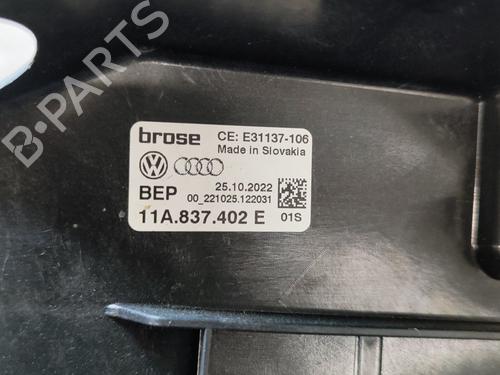 brose CE: E31137-106
Made in Slovakia
BEP 25.10.2022
00_221025.122031
11A.837.402 E 01S
B-PARTS